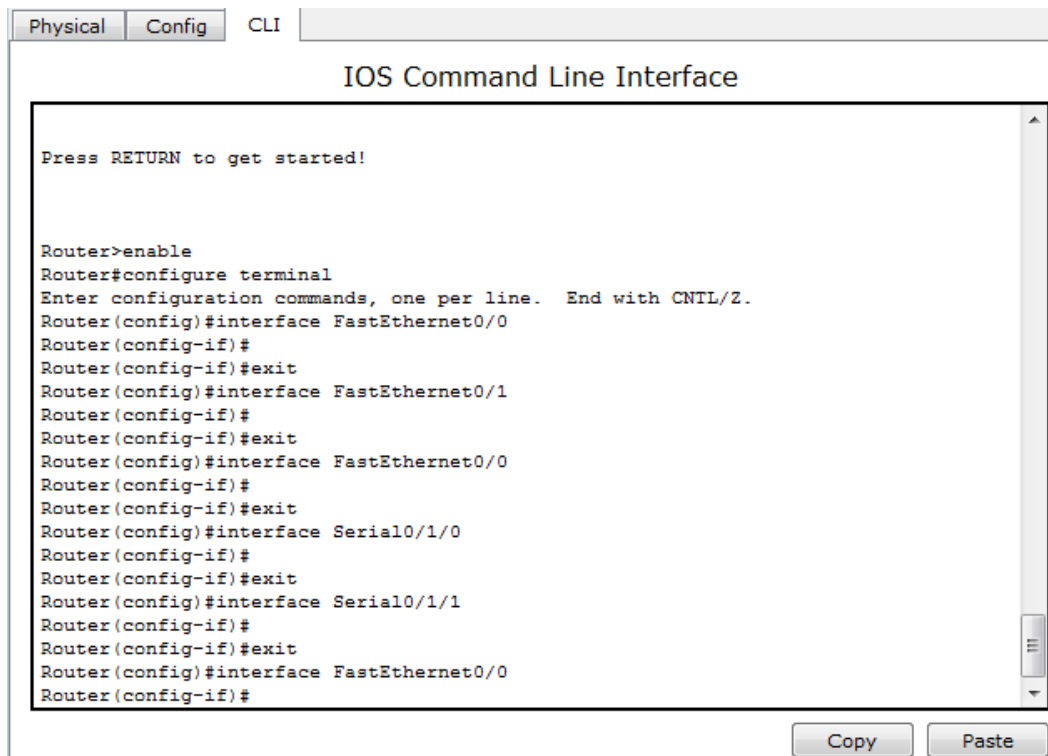 Physical Config CLI
IOS Command Line Interface
Press RETURN to get started!
Router>enable
Router#configure terminal
Enter configuration commands, one per line.  End with CNTL/Z.
Router(config)#interface FastEthernet0/0
Router(config-if)#
Router(config-if)#exit
Router(config)#interface FastEthernet0/1
Router(config-if)#
Router(config-if)#exit
Router(config)#interface FastEthernet0/0
Router(config-if)#
Router(config-if)#exit
Router(config)#interface Serial0/1/0
Router(config-if)#
Router(config-if)#exit
Router(config)#interface Serial0/1/1
Router(config-if)#
Router(config-if)#exit
Router(config)#interface FastEthernet0/0
Router(config-if)#
Copy Paste